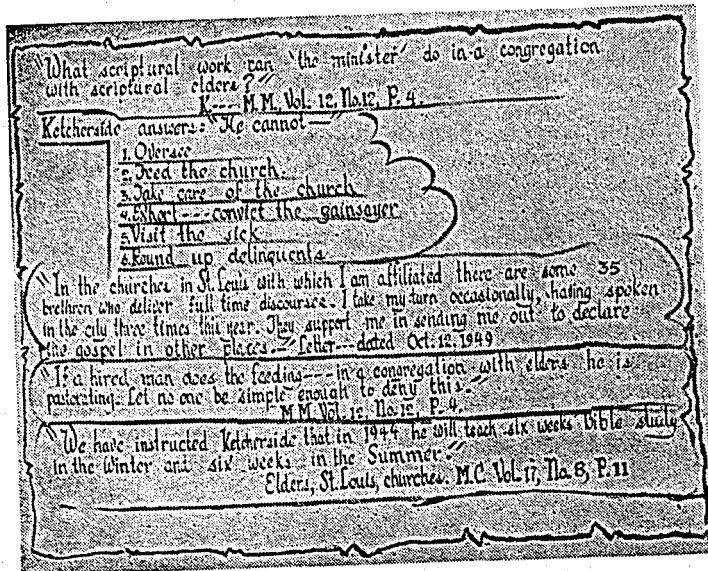 "What scriptural work can 'the minister' do in a congregation
with scriptural elders?"
K---- M.M. Vol. 12, No. 12, P. 4.
Ketcherside answers: "He cannot—"
1. Oversee
2. Feed the church.
3. Take care of the church
4. Exhort---convict the gainsayer
5. Visit the sick
6. Round up delinquents
"In the churches in St. Louis with which I am affiliated there are some 35
brethren who deliver full time discourses. I take my turn occasionally, having spoken
in the city three times this year. They support me in sending me out to declare
the gospel in other places." Letter---dated Oct. 12, 1949
"If a hired man does the feeding----in a congregation with elders he is
pastorating. Let no one be simple enough to deny this."
M.M. Vol. 12, No. 12, P. 4.
"We have instructed Ketcherside that in 1944 he will teach six weeks Bible study
in the Winter and six weeks in the Summer."
Elders, St. Louis, churches. M.C. Vol. 17, No. 8, P. 11